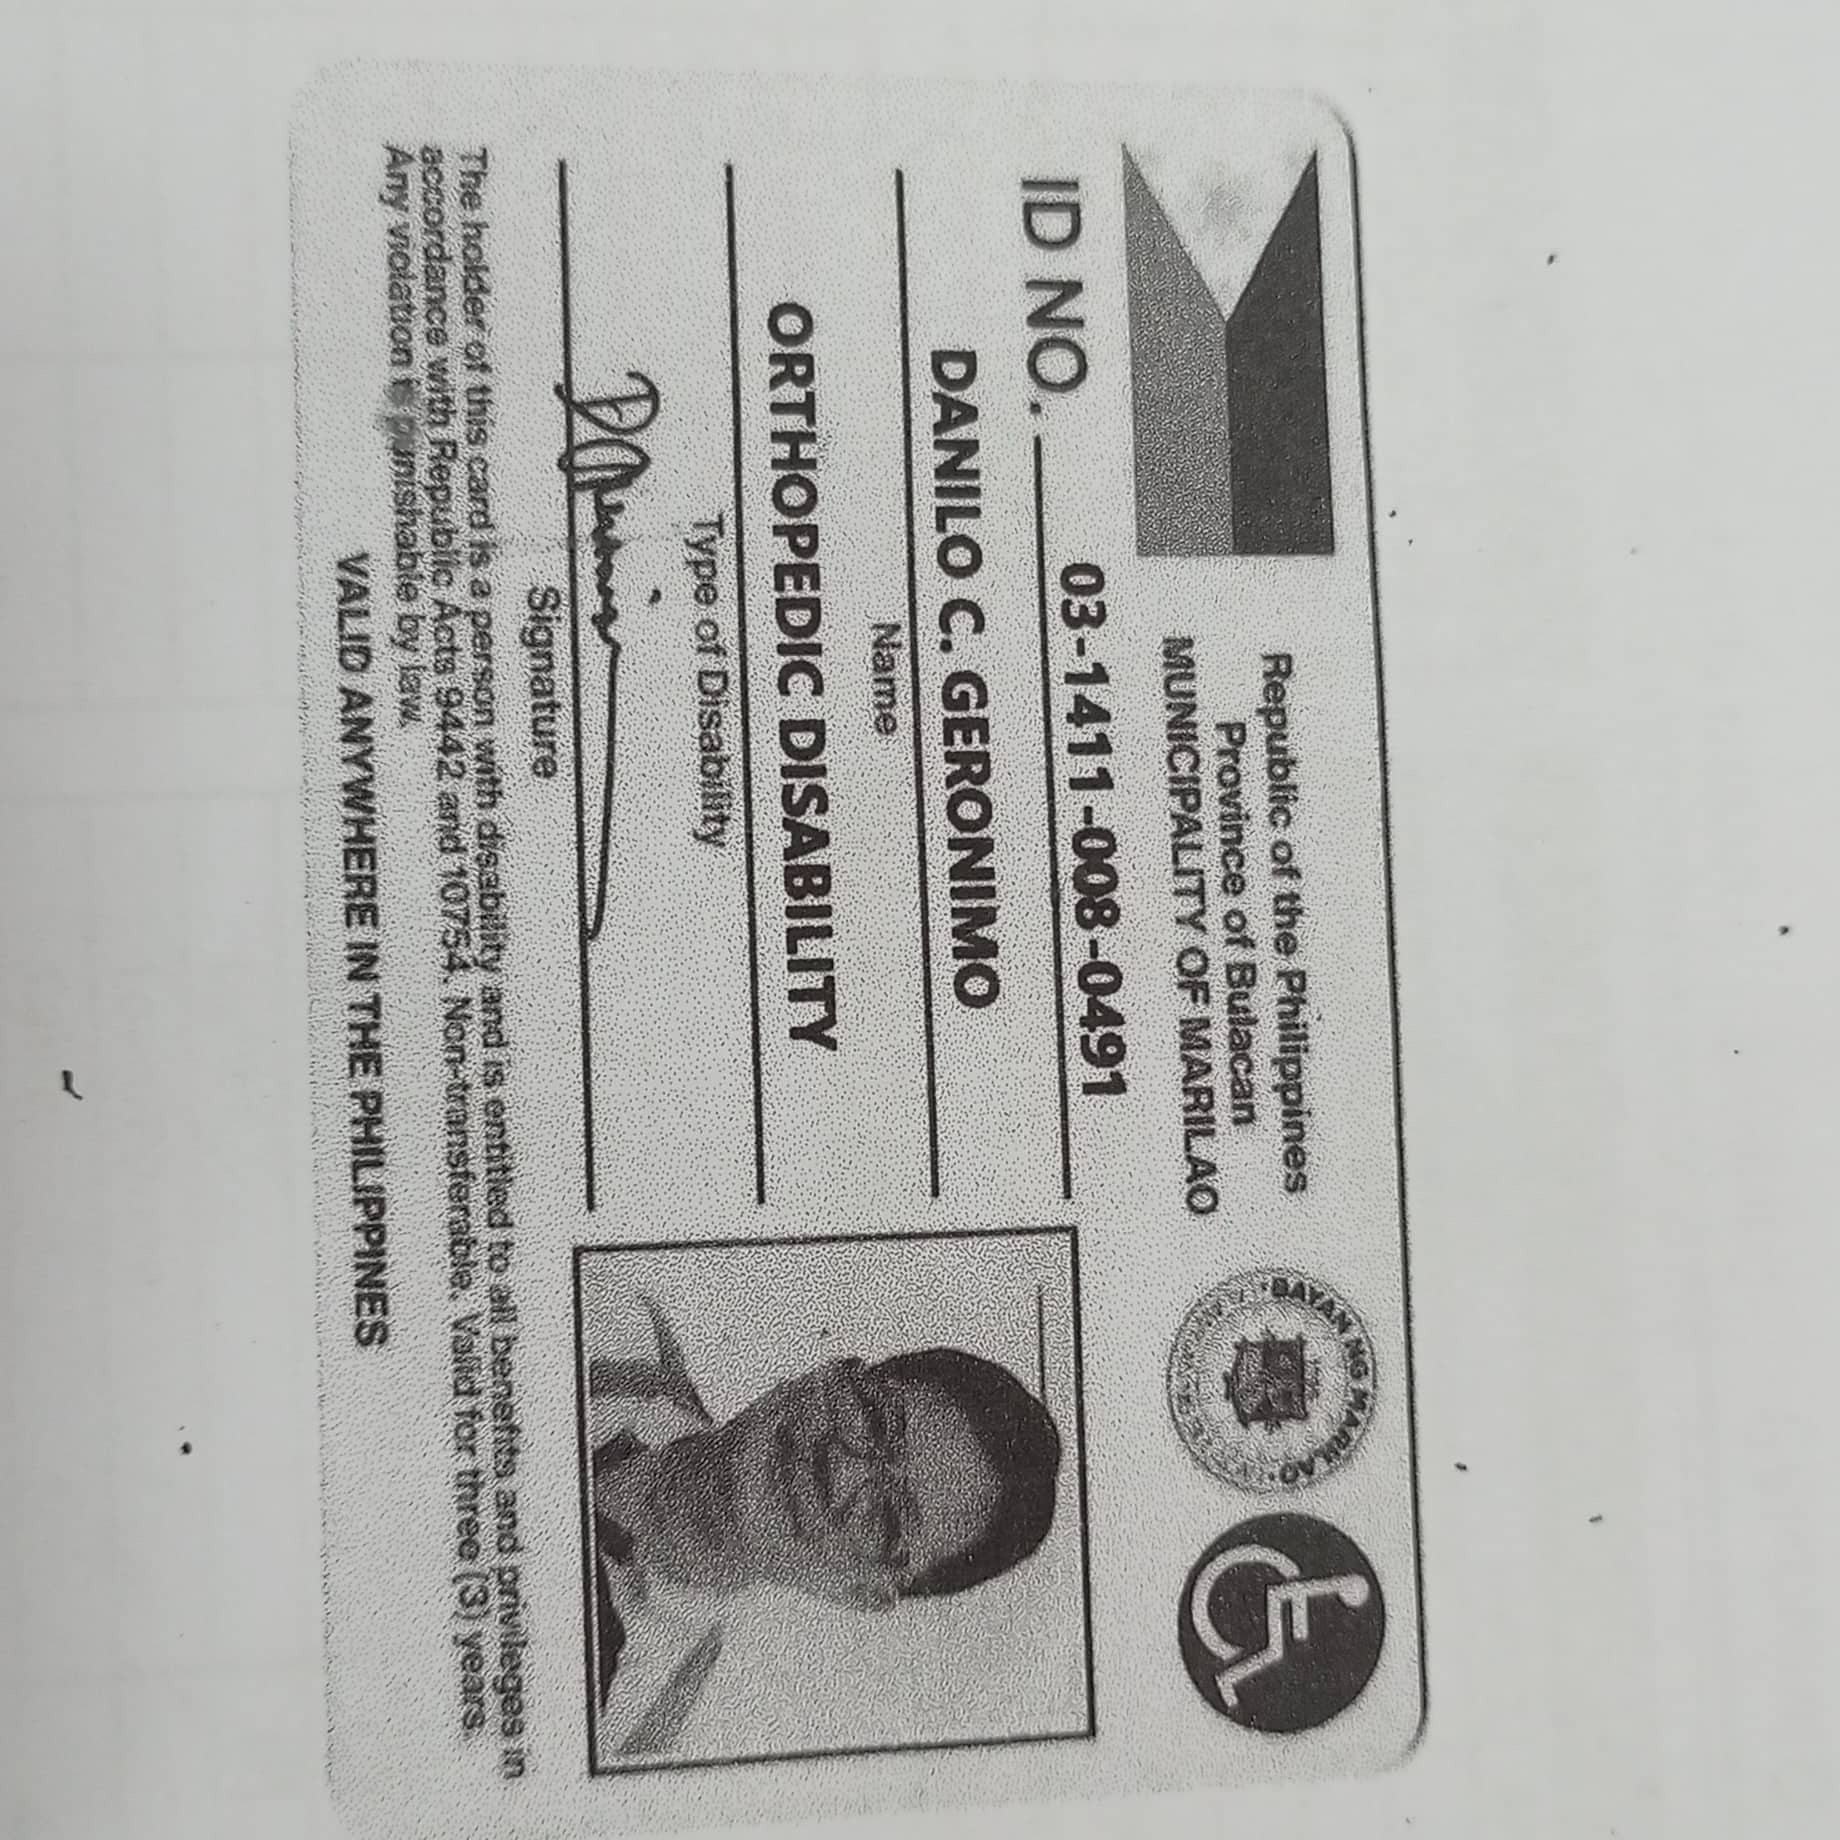 Republic of the Philippines
Province of Bulacan
MUNICIPALITY OF MARILAO
BAYAN NG MARILAO
ID NO. 03-1411-008-0491
DANILO C. GERONIMO
Name
ORTHOPEDIC DISABILITY
Type of Disability
Signature
The holder of this card is a person with disability and is entitled to all benefits and privileges in
accordance with Republic Acts 9442 and 10754. Non-transferable. Valid for three (3) years.
Any violation is punishable by law.
VALID ANYWHERE IN THE PHILIPPINES